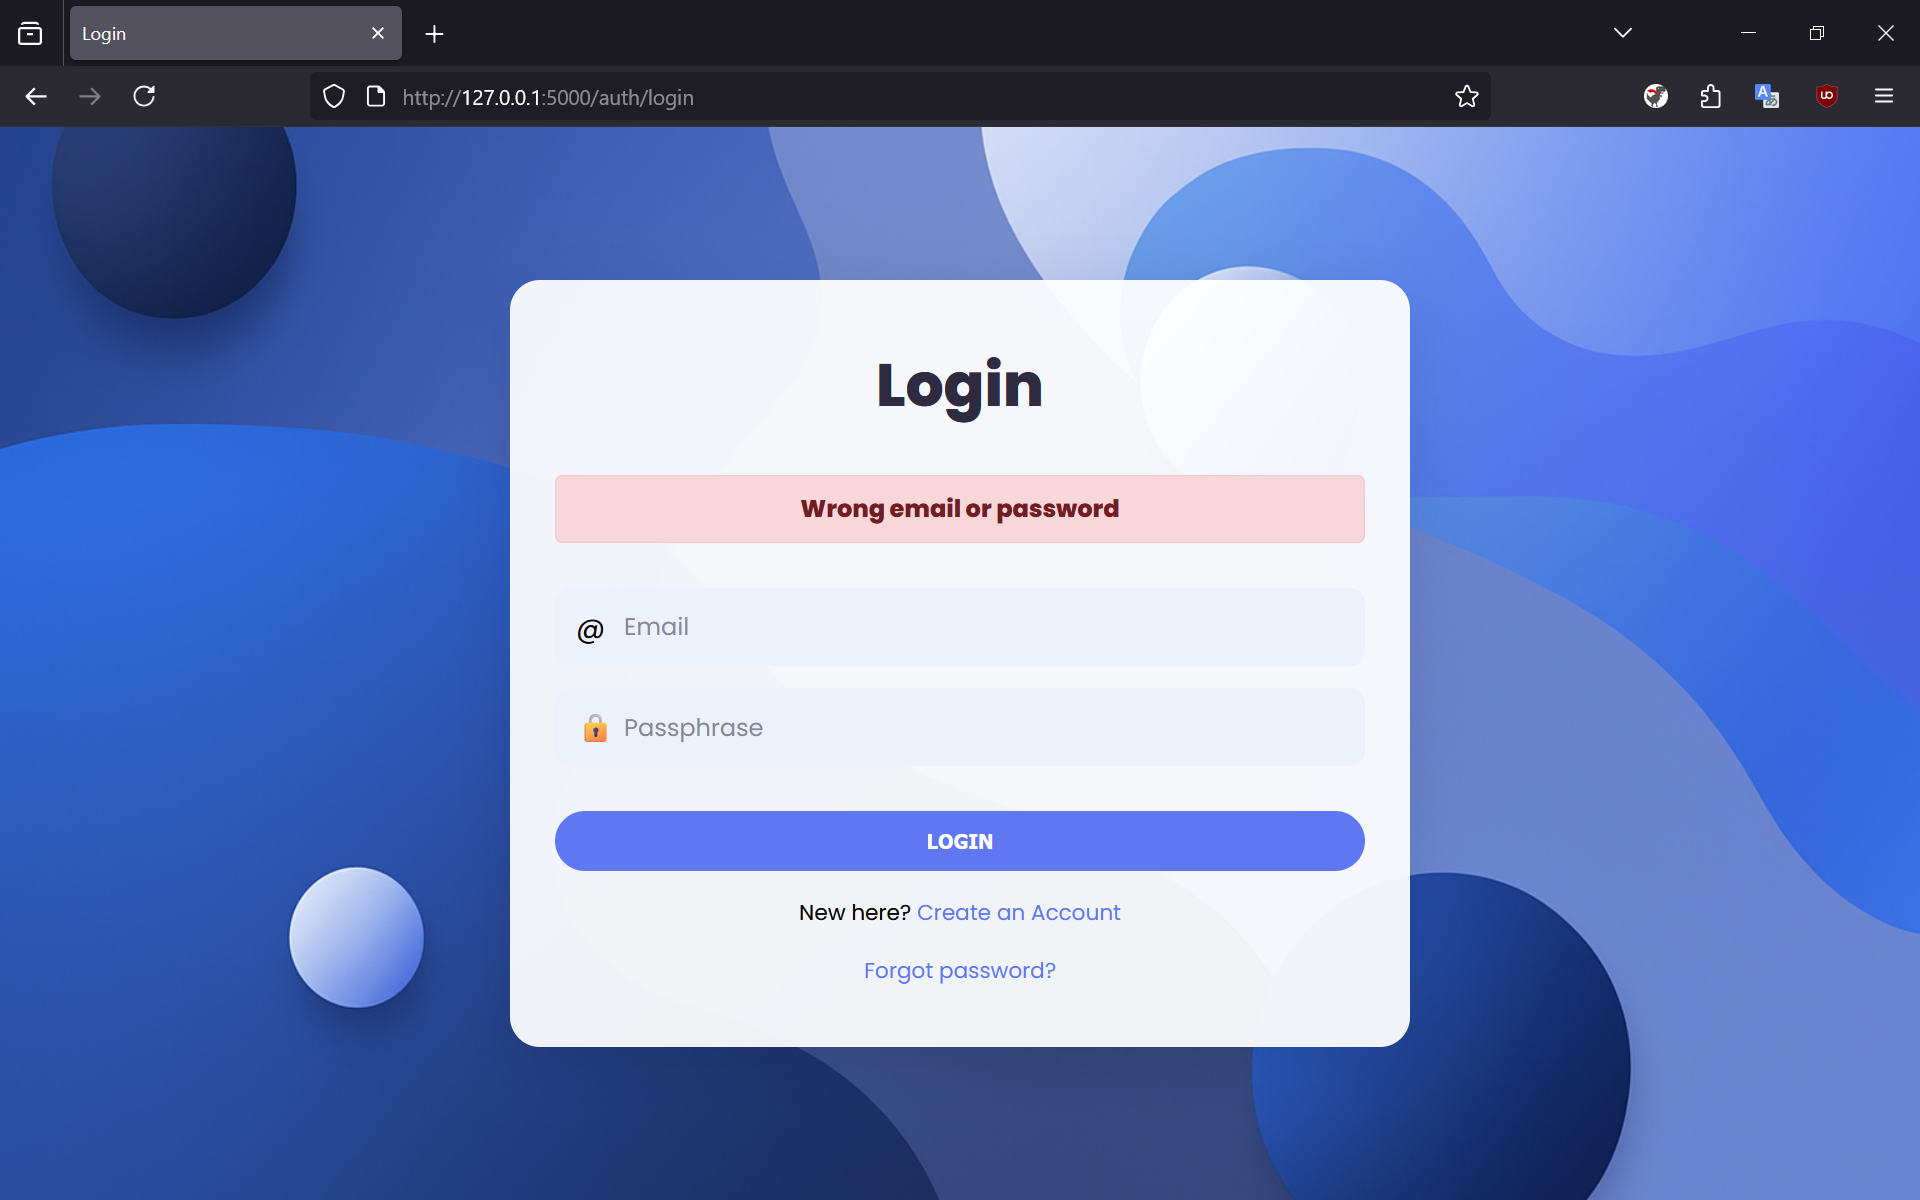 Login
http://127.0.0.1:5000/auth/login
Login
Wrong email or password
@ Email
Passphrase
LOGIN
New here? Create an Account
Forgot password?